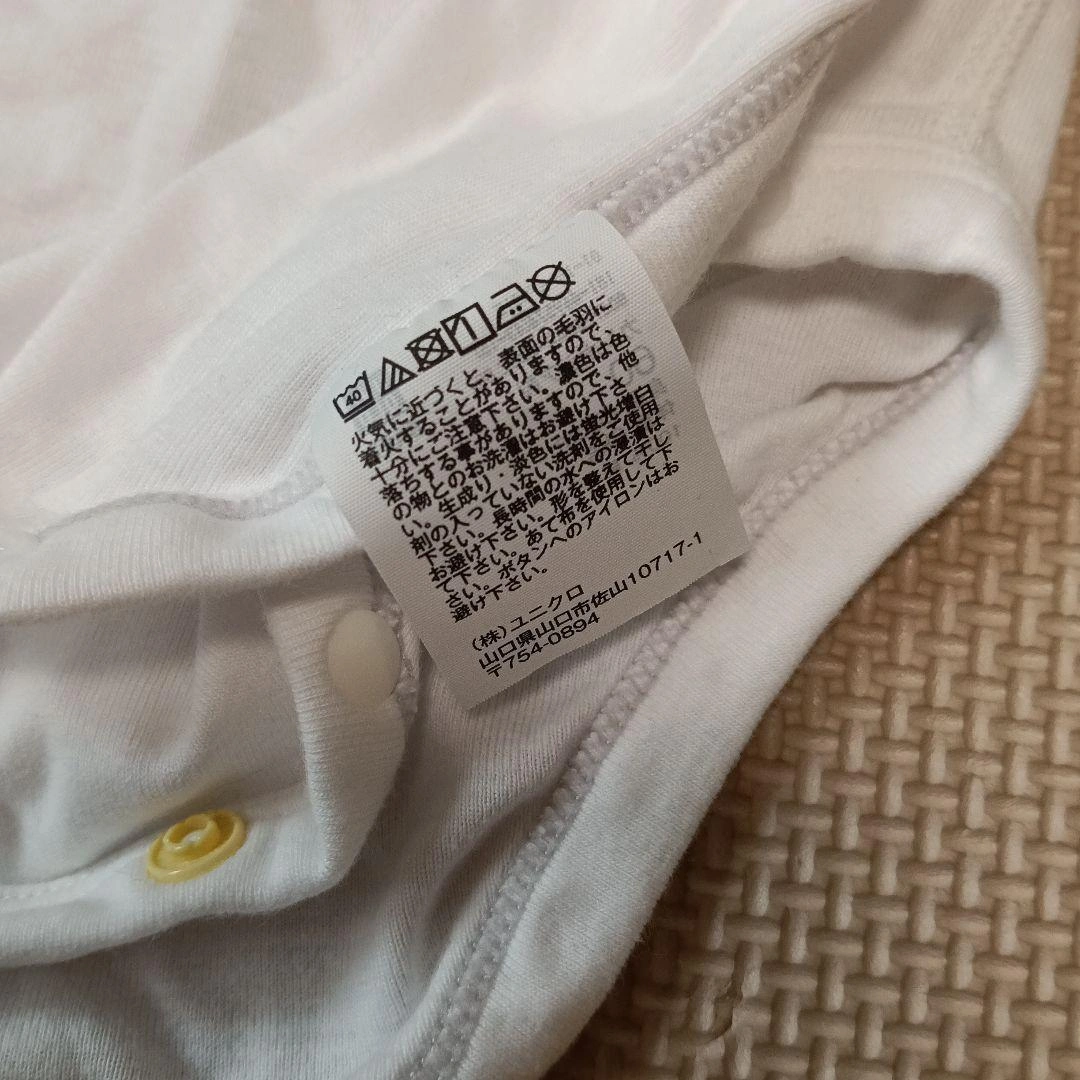 40
火気に近づくと、表面の毛羽に
着火することがありますので、
十分にご注意下さい。濃色は色
落ちする事がありますので、他
の物とのお洗濯はお避け下さ
い。生成り・淡色には蛍光増白
剤の入っていない洗剤をご使用
下さい。長時間の水への浸漬は
お避け下さい。形を整えて干し
て下さい。あて布を使用して下
さい。ボタンへのアイロンはお
避け下さい。
(株)ユニクロ
山口県山口市佐山10717-1
〒754-0894